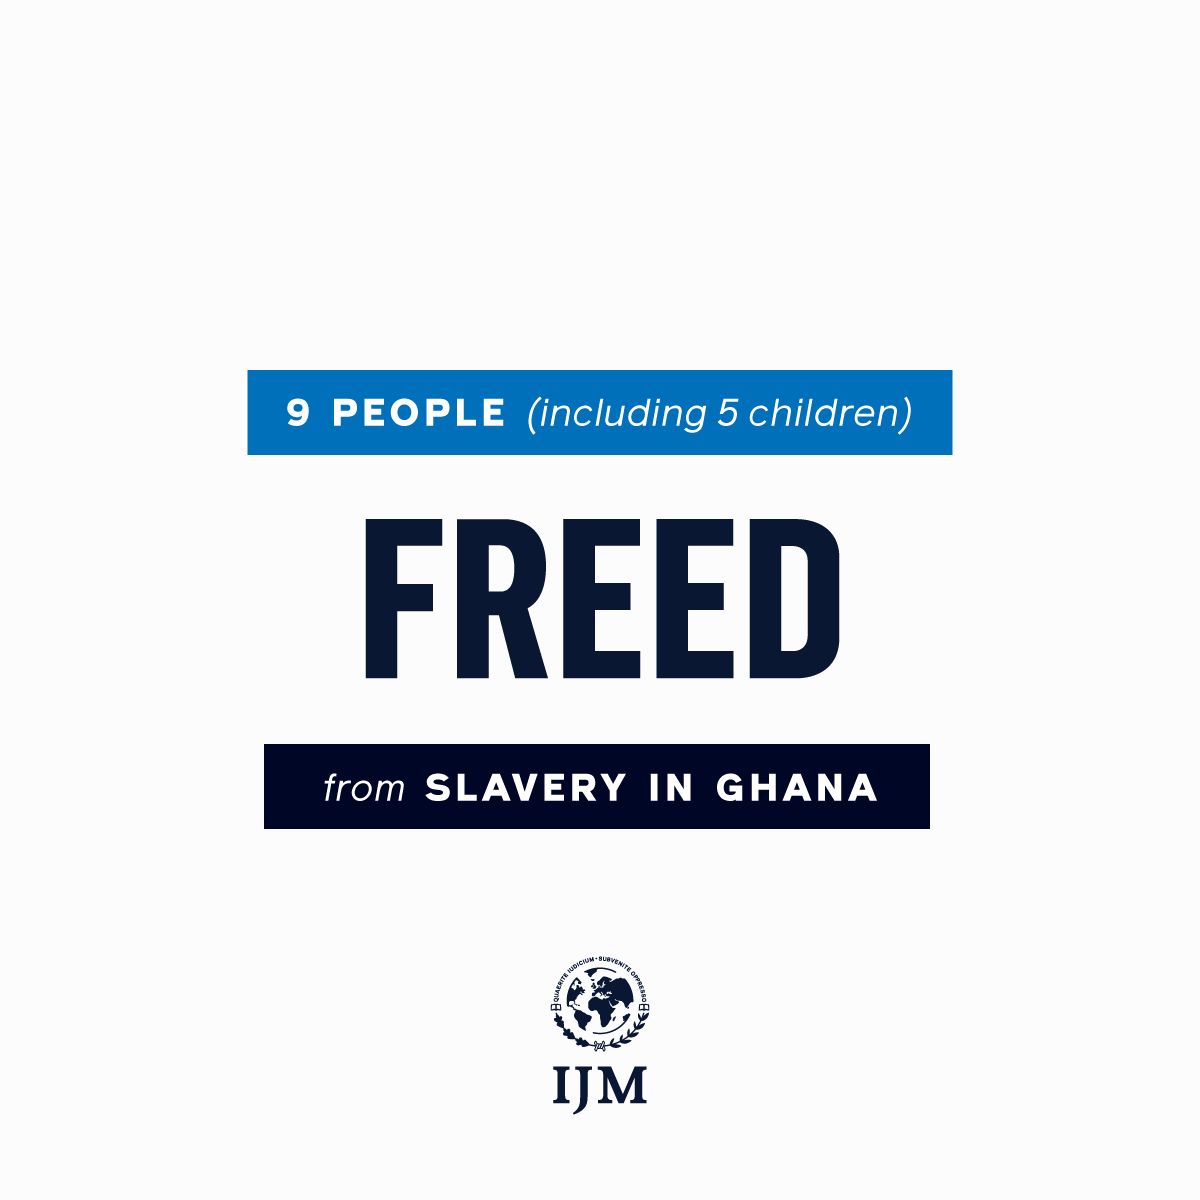 9 PEOPLE (including 5 children)
FREED
from SLAVERY IN GHANA
QUAERITE IUDICIUM • SUBVENITE OPPRESSO
IJM